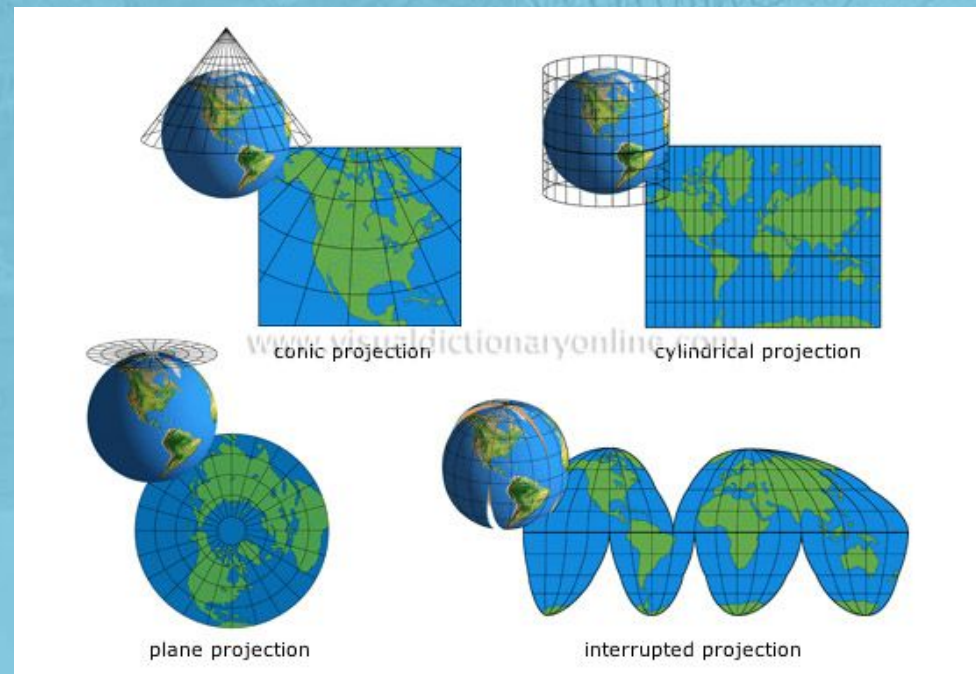 www.visualdictionaryonline.com
conic projection
cylindrical projection
plane projection
interrupted projection